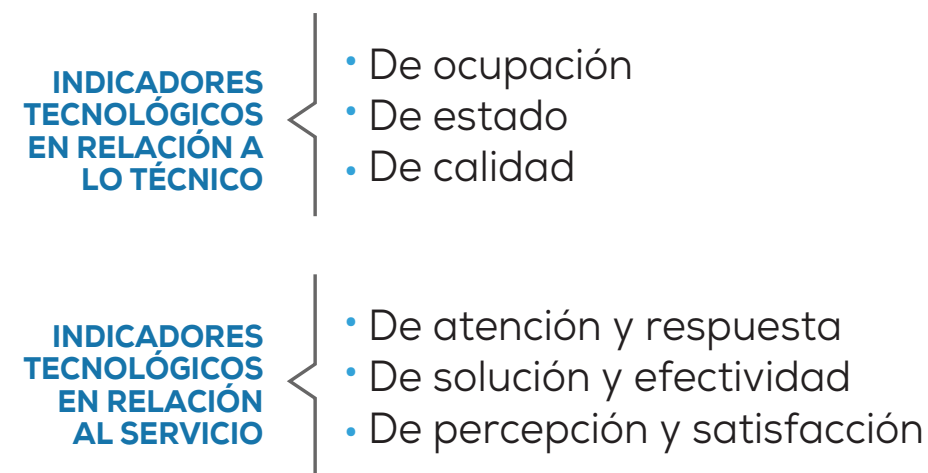 INDICADORES
TECNOLÓGICOS
EN RELACIÓN A
LO TÉCNICO
• De ocupación
• De estado
• De calidad
INDICADORES
TECNOLÓGICOS
EN RELACIÓN
AL SERVICIO
• De atención y respuesta
• De solución y efectividad
• De percepción y satisfacción